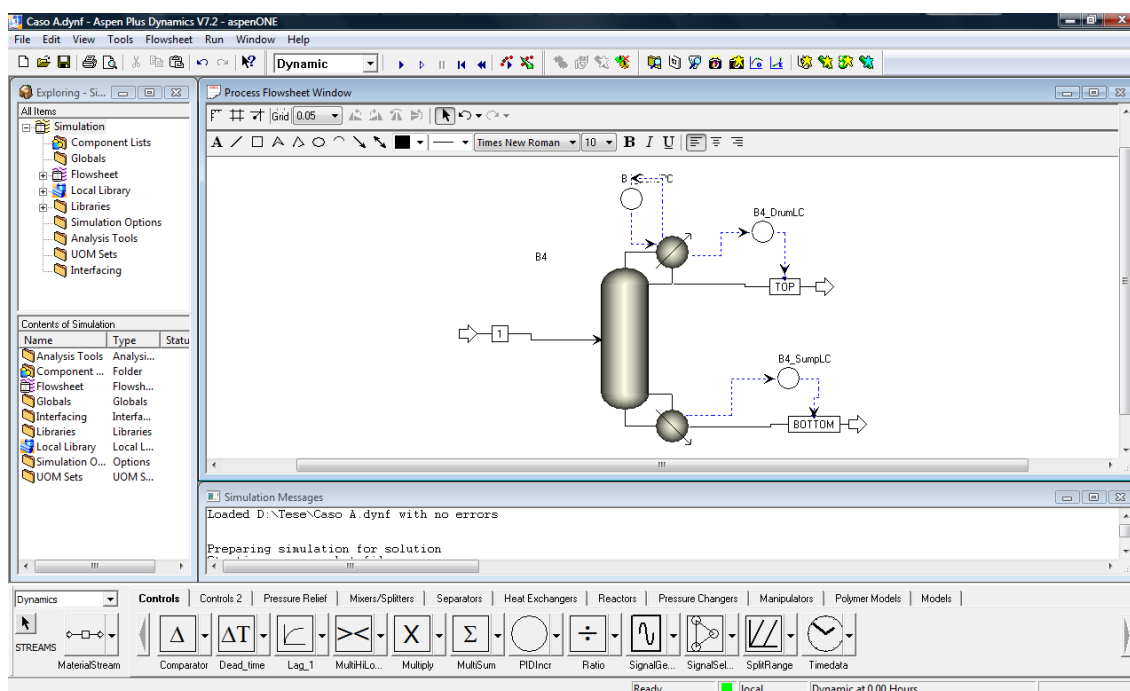 Caso A.dynf - Aspen Plus Dynamics V7.2 - aspenONE
File Edit View Tools Flowsheet Run Window Help
Dynamic
Exploring - Si...
All Items
Simulation
Component Lists
Globals
Flowsheet
Local Library
Libraries
Simulation Options
Analysis Tools
UOM Sets
Interfacing
Contents of Simulation
Name Type Statu
Analysis Tools Analysi...
Component ... Folder
Flowsheet Flowsh...
Globals Globals
Interfacing Interfa...
Libraries Libraries
Local Library Local L...
Simulation O... Options
UOM Sets UOM S...
Process Flowsheet Window
Grid 0.05
A Times New Roman 10 B I U
B4_DrumLC
B4
TOP
1
B4_SumpLC
BOTTOM
Simulation Messages
Loaded D:\Tese\Caso A.dynf with no errors
Preparing simulation for solution
Dynamics
Controls Controls 2 Pressure Relief Mixers/Splitters Separators Heat Exchangers Reactors Pressure Changers Manipulators Polymer Models Models
Δ ΔT >< X Σ ÷
STREAMS
MaterialStream Comparator Dead_time Lag_1 MultiHiLo... Multiply MultiSum PIDIncr Ratio SignalGe... SignalSel... SplitRange Timedata
Ready local Dynamic at 0.00 Hours